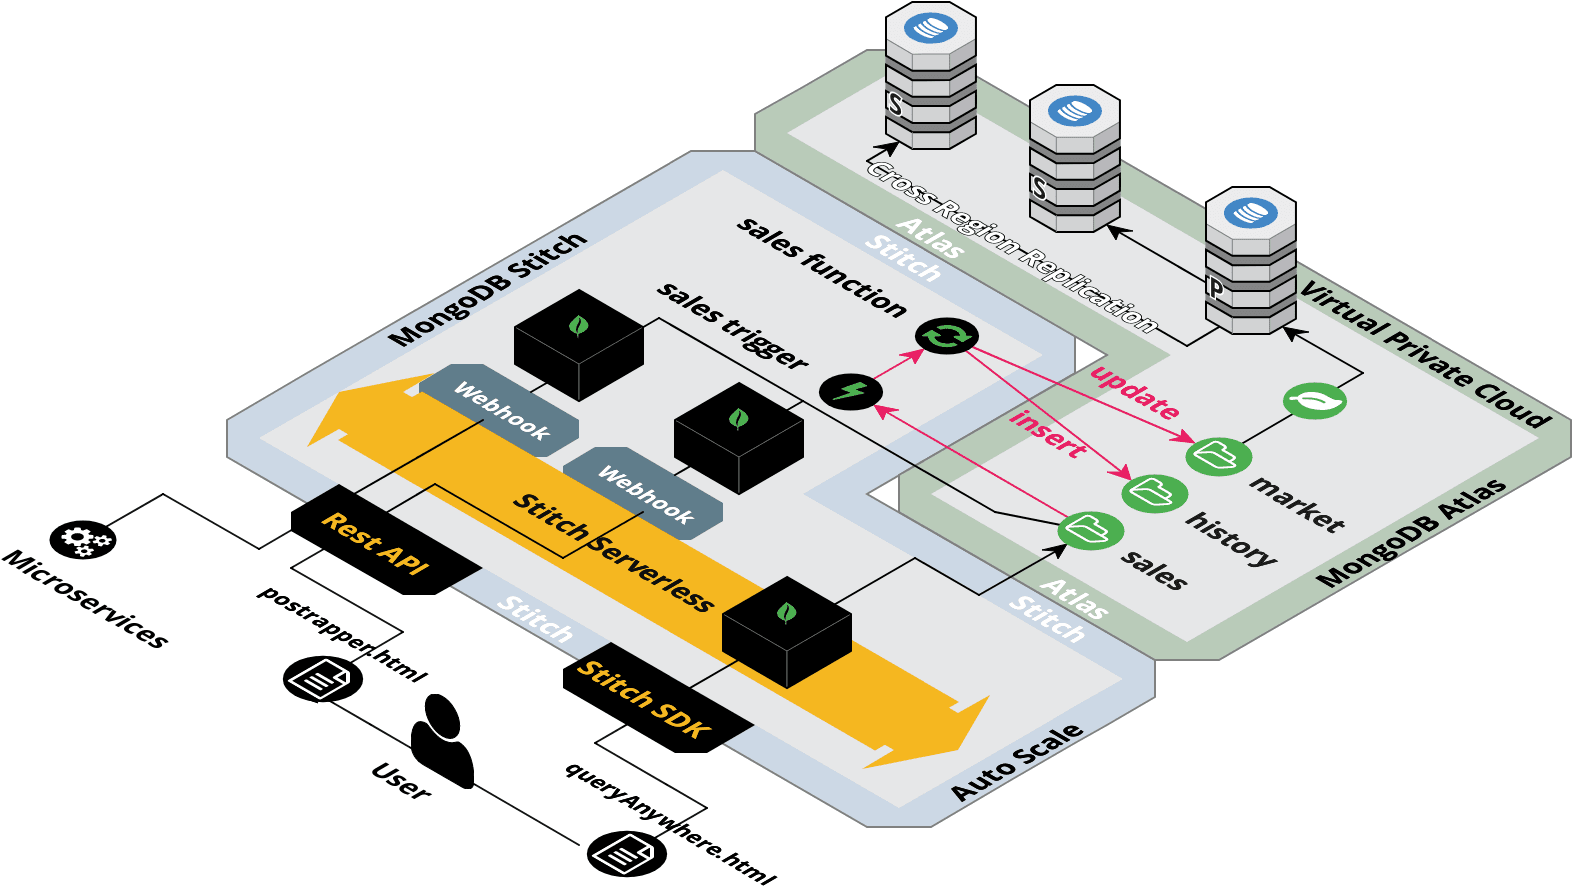 S
S
P
Cross Region Replication
Atlas
Stitch
Virtual Private Cloud
MongoDB Stitch
sales function
sales trigger
Webhook
Webhook
update
insert
market
history
sales
MongoDB Atlas
Rest API
Stitch Serverless
Microservices
Stitch
Atlas
Stitch
postrapper.html
Stitch SDK
User
Auto Scale
queryAnywhere.html